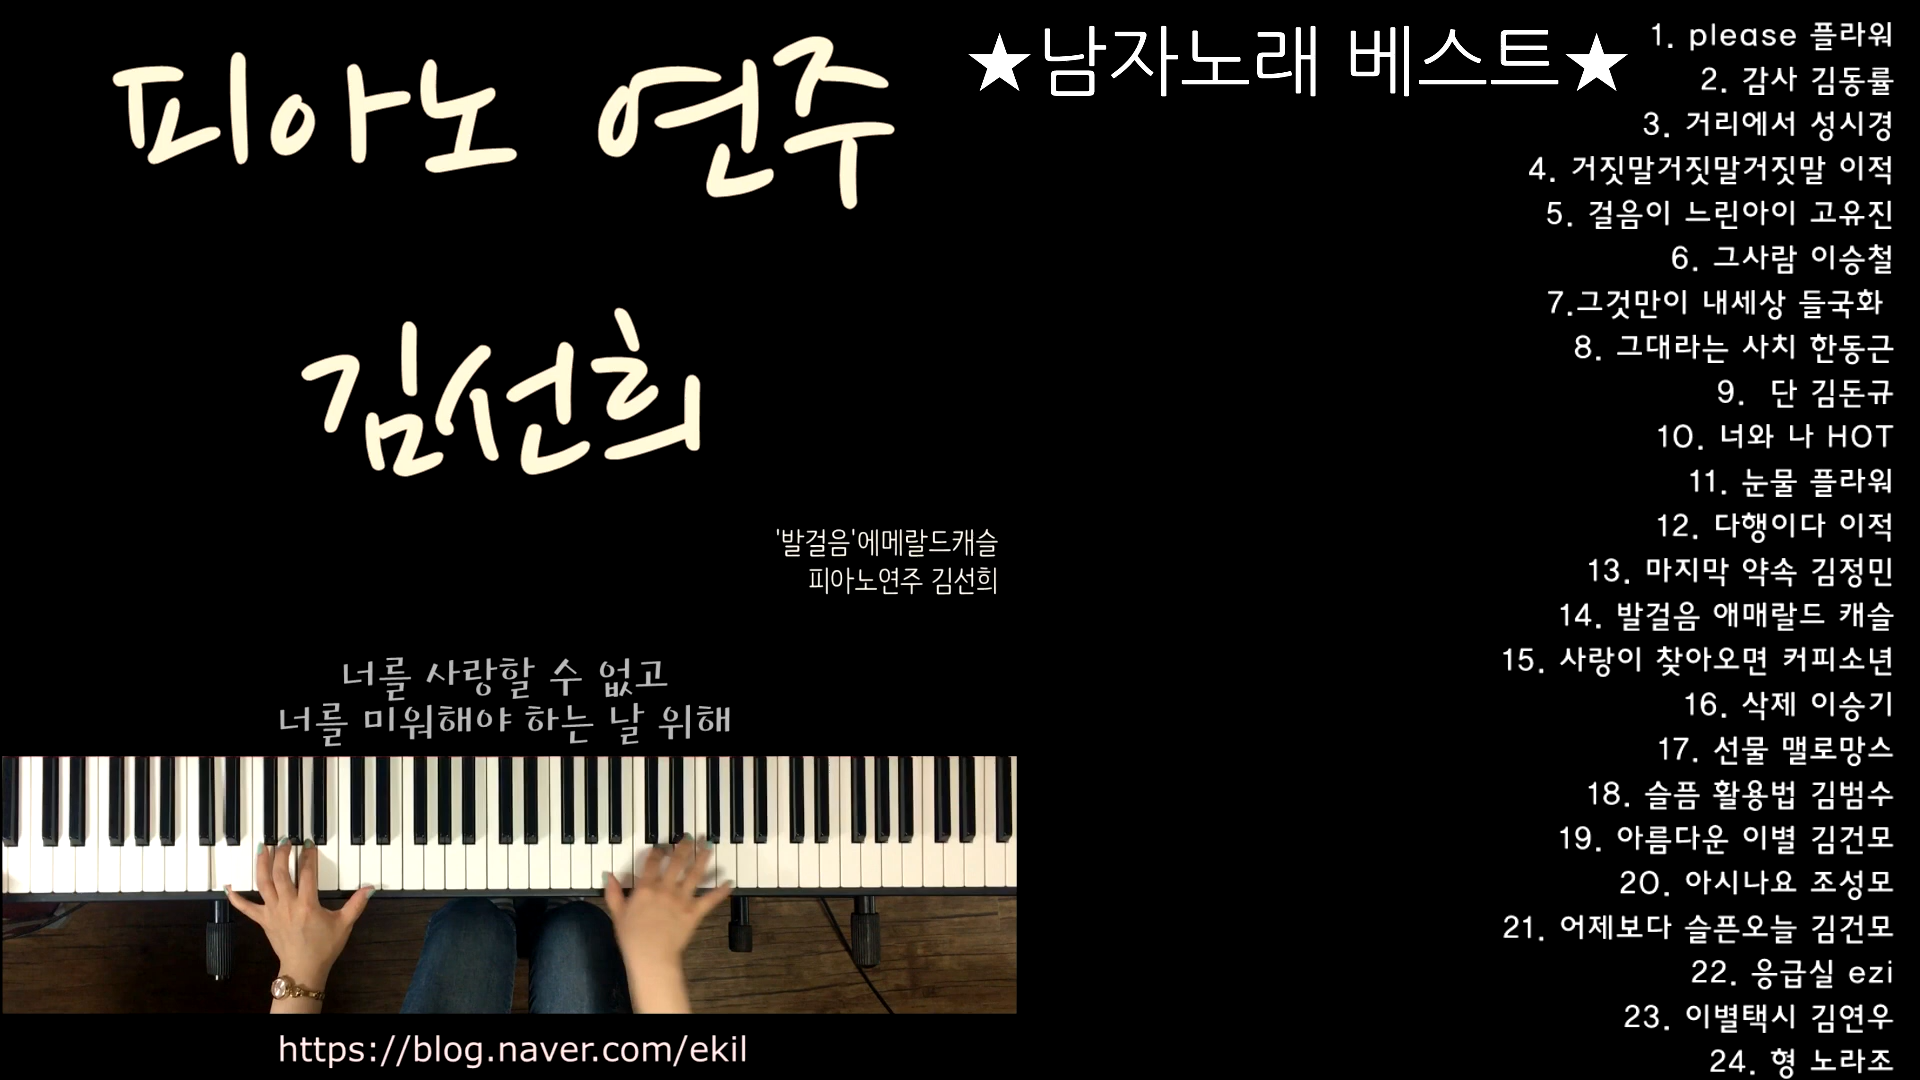 피아노 연주
김선희
'발걸음'에메랄드캐슬
피아노연주 김선희
너를 사랑할 수 없고
너를 미워해야 하는 날 위해
https://blog.naver.com/ekil
★남자노래 베스트★
1. please 플라워
2. 감사 김동률
3. 거리에서 성시경
4. 거짓말거짓말거짓말 이적
5. 걸음이 느린아이 고유진
6. 그사람 이승철
7.그것만이 내세상 들국화
8. 그대라는 사치 한동근
9. 단 김돈규
10. 너와 나 HOT
11. 눈물 플라워
12. 다행이다 이적
13. 마지막 약속 김정민
14. 발걸음 애매랄드 캐슬
15. 사랑이 찾아오면 커피소년
16. 삭제 이승기
17. 선물 맬로망스
18. 슬픔 활용법 김범수
19. 아름다운 이별 김건모
20. 아시나요 조성모
21. 어제보다 슬픈오늘 김건모
22. 응급실 ezi
23. 이별택시 김연우
24. 형 노라조